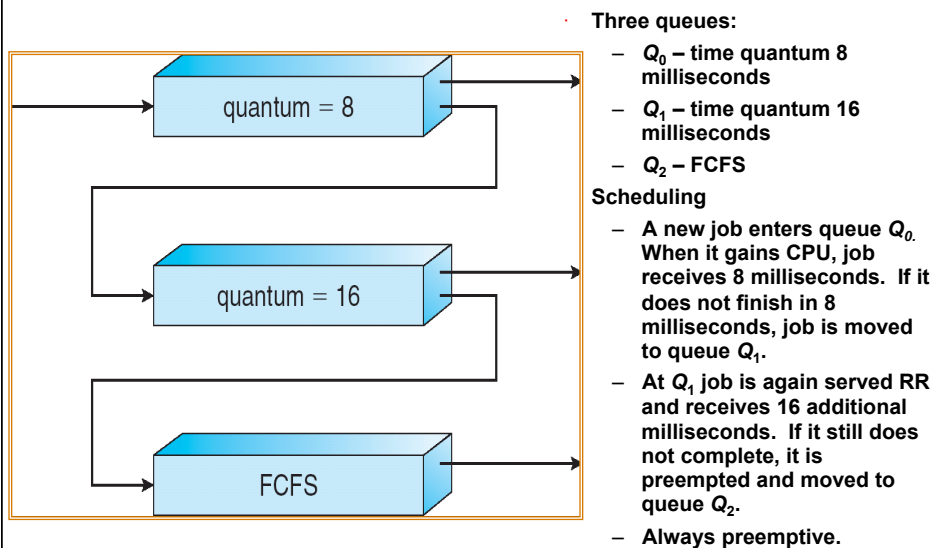 quantum = 8
quantum = 16
FCFS
Three queues:
– Q0 – time quantum 8
milliseconds
– Q1 – time quantum 16
milliseconds
– Q2 – FCFS
Scheduling
– A new job enters queue Q0.
When it gains CPU, job
receives 8 milliseconds. If it
does not finish in 8
milliseconds, job is moved
to queue Q1.
– At Q1 job is again served RR
and receives 16 additional
milliseconds. If it still does
not complete, it is
preempted and moved to
queue Q2.
– Always preemptive.